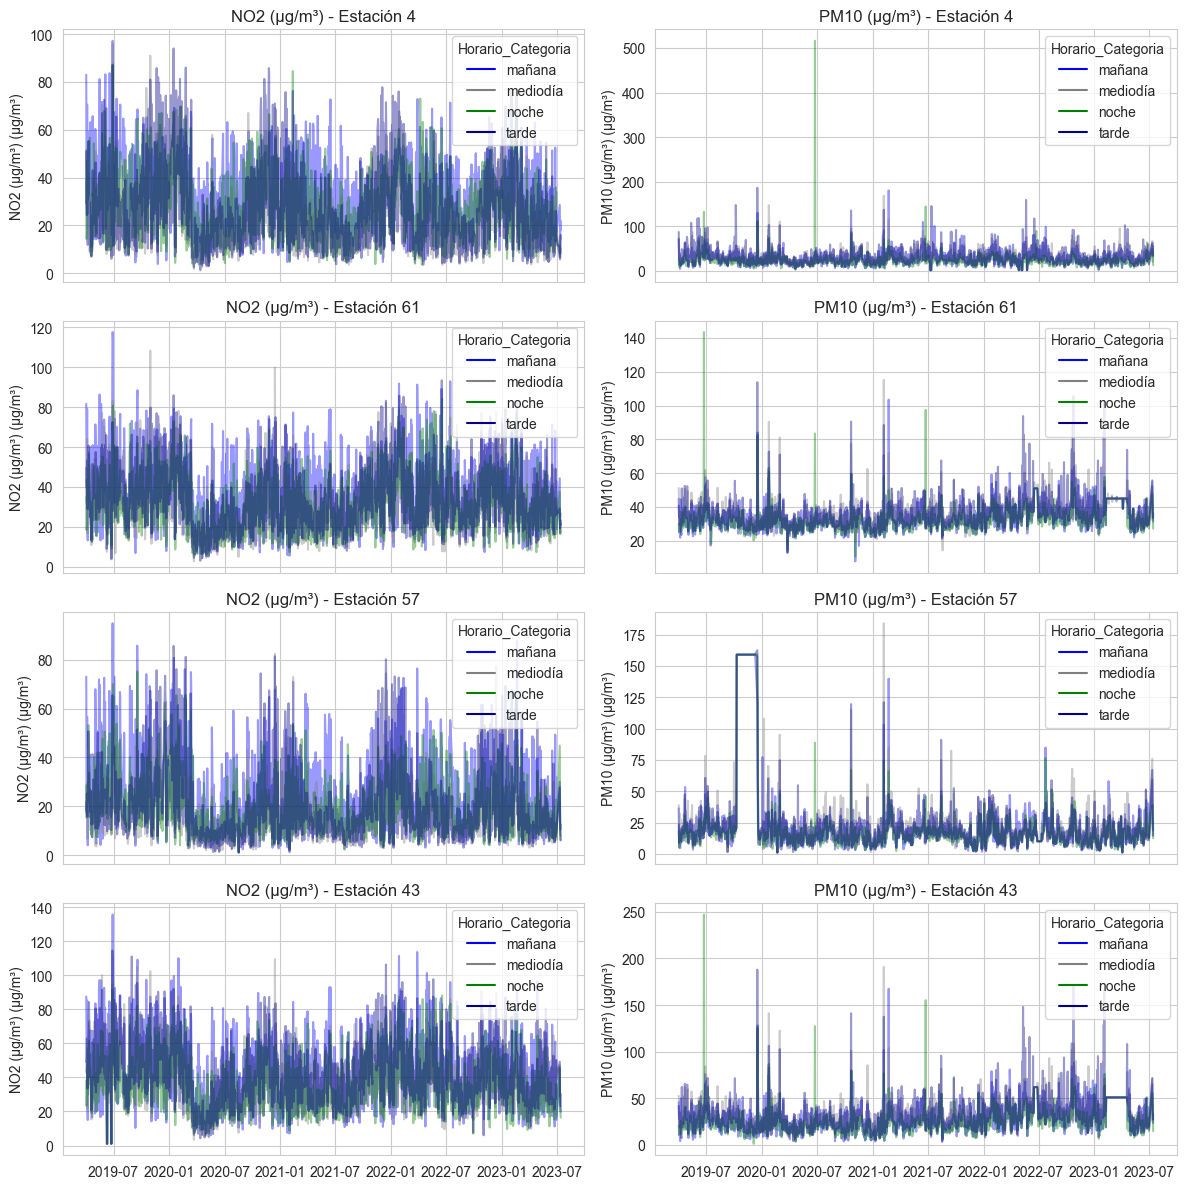 NO2 (µg/m³) - Estación 4
NO2 (µg/m³) (µg/m³)
100
80
60
40
20
0
Horario_Categoria
mañana
mediodía
noche
tarde
PM10 (µg/m³) - Estación 4
PM10 (µg/m³) (µg/m³)
500
400
300
200
100
0
Horario_Categoria
mañana
mediodía
noche
tarde
NO2 (µg/m³) - Estación 61
NO2 (µg/m³) (µg/m³)
120
100
80
60
40
20
0
Horario_Categoria
mañana
mediodía
noche
tarde
PM10 (µg/m³) - Estación 61
PM10 (µg/m³) (µg/m³)
140
120
100
80
60
40
20
Horario_Categoria
mañana
mediodía
noche
tarde
NO2 (µg/m³) - Estación 57
NO2 (µg/m³) (µg/m³)
80
60
40
20
0
Horario_Categoria
mañana
mediodía
noche
tarde
PM10 (µg/m³) - Estación 57
PM10 (µg/m³) (µg/m³)
175
150
125
100
75
50
25
0
Horario_Categoria
mañana
mediodía
noche
tarde
NO2 (µg/m³) - Estación 43
NO2 (µg/m³) (µg/m³)
140
120
100
80
60
40
20
0
Horario_Categoria
mañana
mediodía
noche
tarde
2019-07 2020-01 2020-07 2021-01 2021-07 2022-01 2022-07 2023-01 2023-07
PM10 (µg/m³) - Estación 43
PM10 (µg/m³) (µg/m³)
250
200
150
100
50
0
Horario_Categoria
mañana
mediodía
noche
tarde
2019-07 2020-01 2020-07 2021-01 2021-07 2022-01 2022-07 2023-01 2023-07